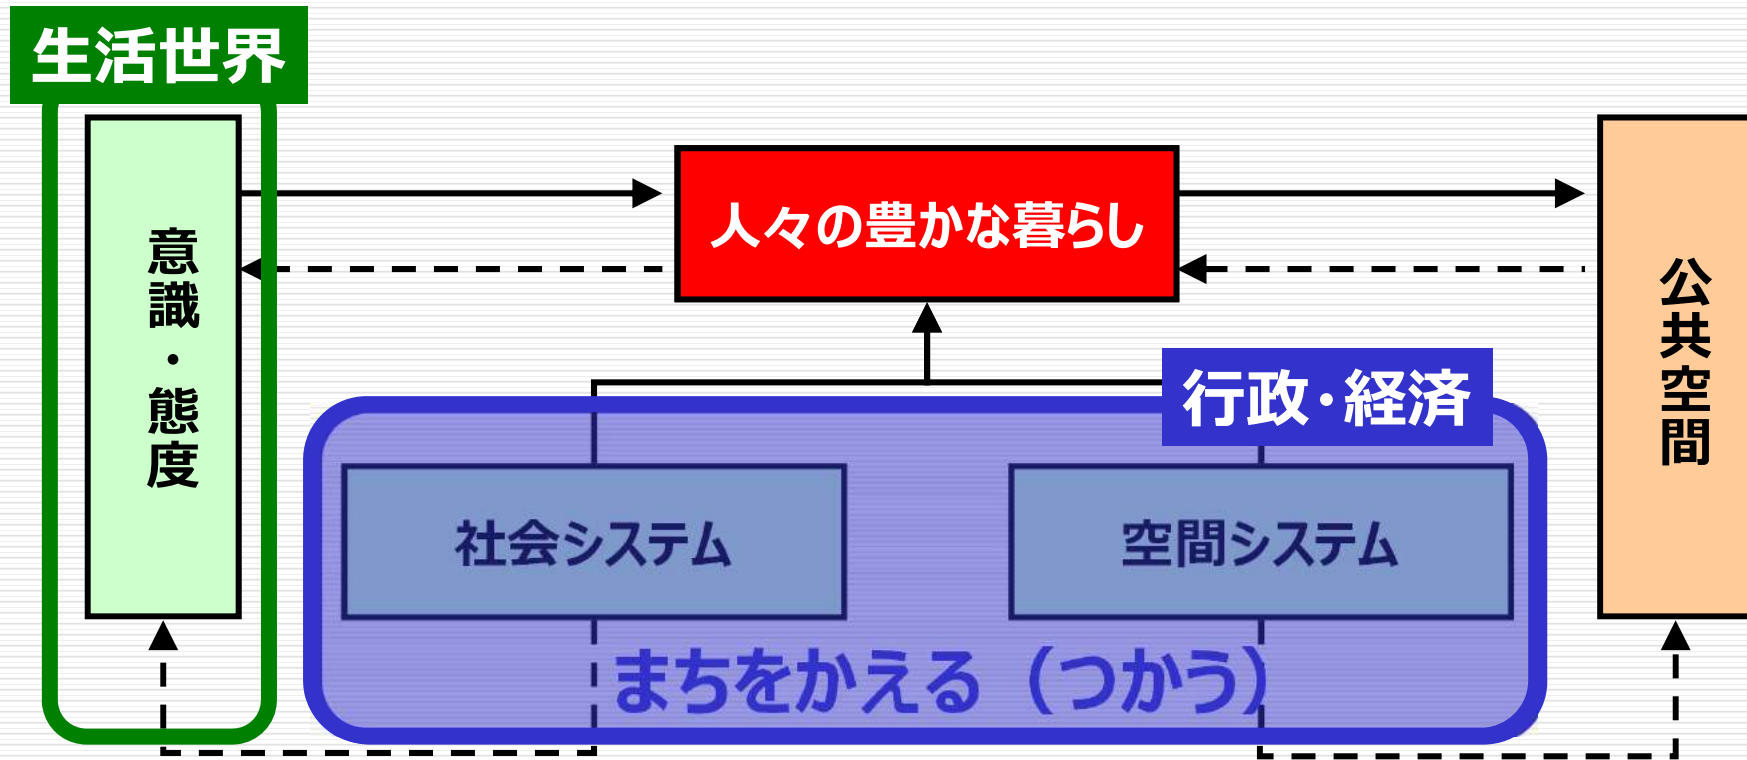 生活世界
人々の豊かな暮らし
意識・態度
公共空間
行政・経済
社会システム
空間システム
まちをかえる（つかう）